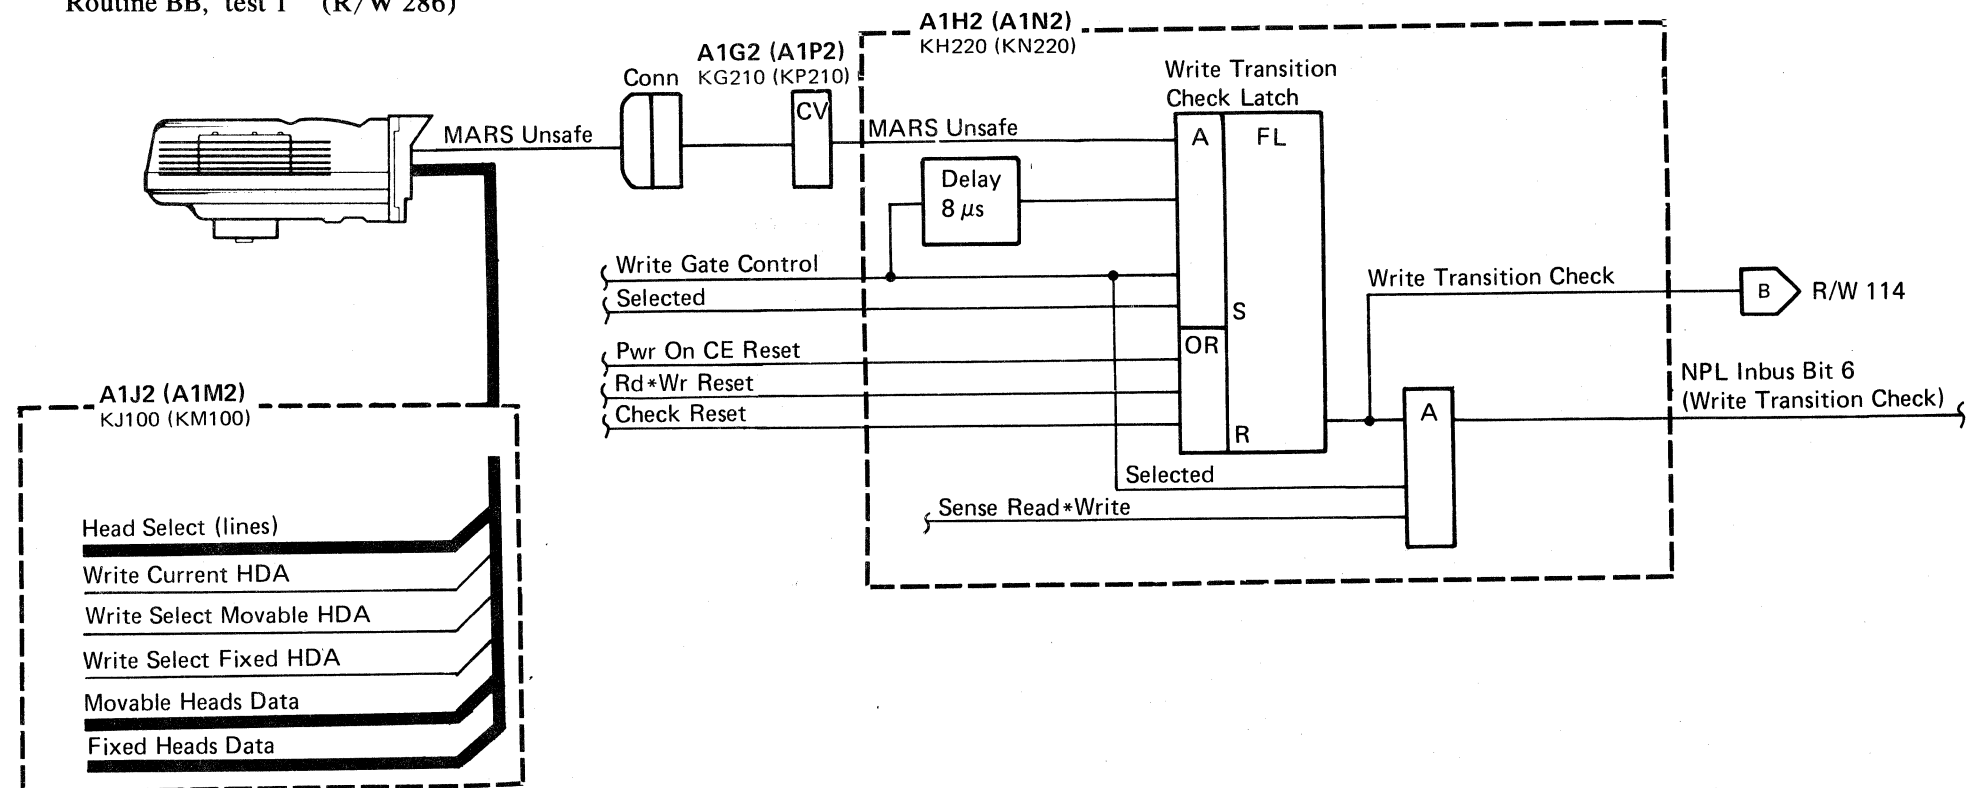 Routine BB, test 1 (R/W 286)
A1H2 (A1N2)
KH220 (KN220)
A1G2 (A1P2)
KG210 (KP210)
Conn
CV
Write Transition
Check Latch
MARS Unsafe
MARS Unsafe
A
FL
Delay
8 μs
Write Gate Control
Selected
S
Pwr On CE Reset
OR
Rd*Wr Reset
Check Reset
R
Write Transition Check
B
R/W 114
NPL Inbus Bit 6
(Write Transition Check)
A
Selected
Sense Read*Write
A1J2 (A1M2)
KJ100 (KM100)
Head Select (lines)
Write Current HDA
Write Select Movable HDA
Write Select Fixed HDA
Movable Heads Data
Fixed Heads Data